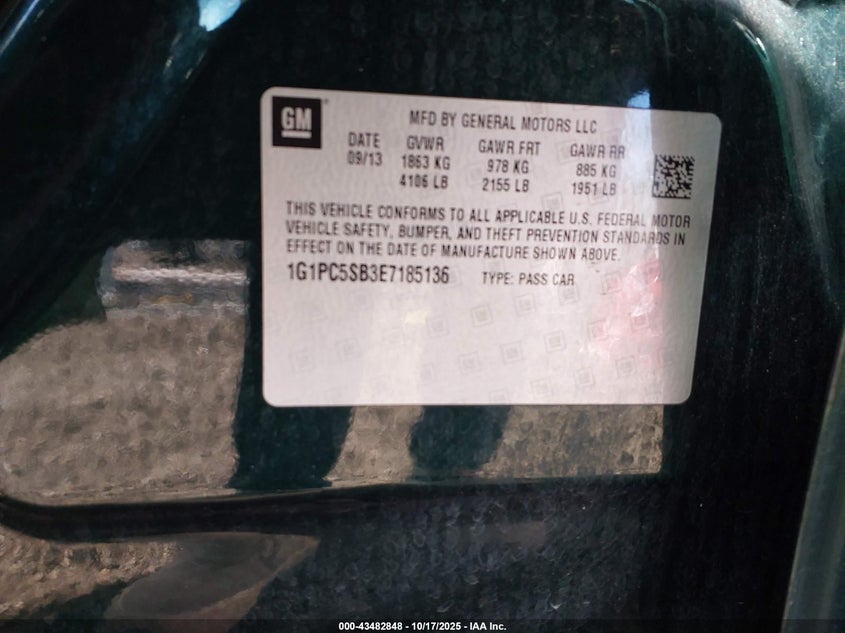 GM
MFD BY GENERAL MOTORS LLC
DATE GVWR GAWR FRT GAWR RR
09/13 1863 KG 978 KG 885 KG
4106 LB 2155 LB 1951 LB
THIS VEHICLE CONFORMS TO ALL APPLICABLE U.S. FEDERAL MOTOR
VEHICLE SAFETY, BUMPER, AND THEFT PREVENTION STANDARDS IN
EFFECT ON THE DATE OF MANUFACTURE SHOWN ABOVE.
1G1PC5SB3E7185136 TYPE: PASS CAR
000-43482848 - 10/17/2025 - IAA Inc.